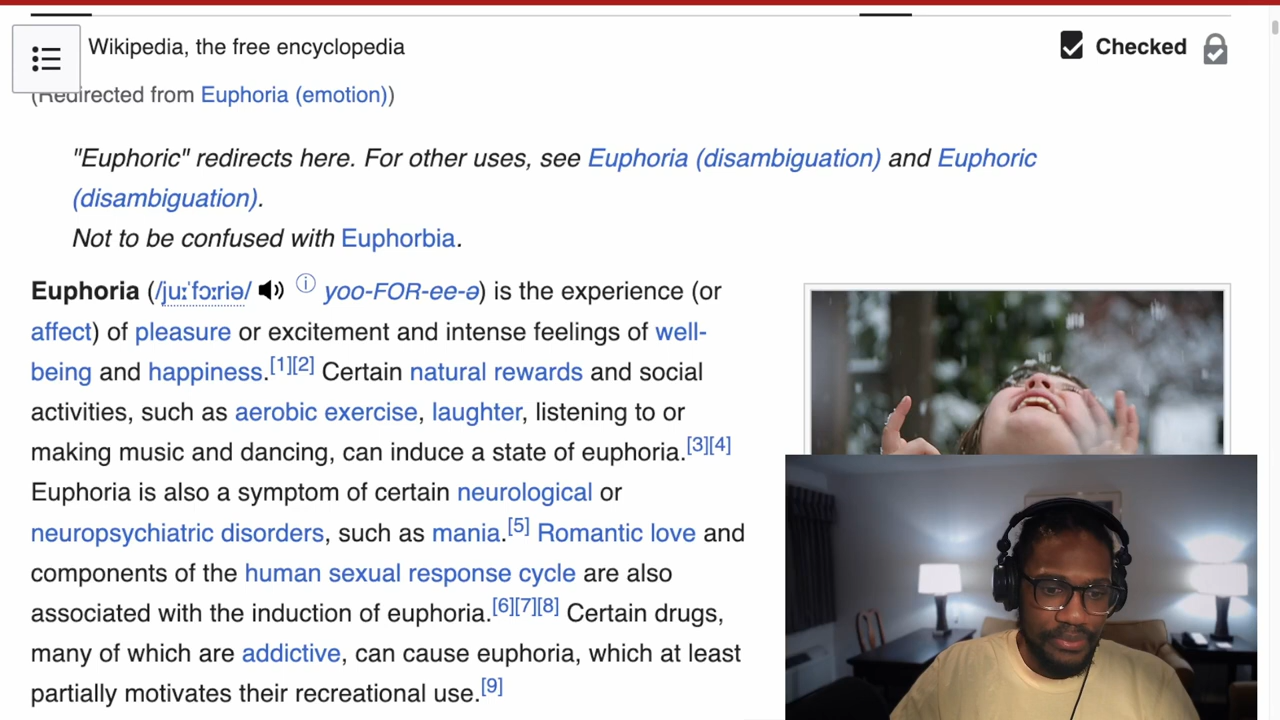 Wikipedia, the free encyclopedia
Checked
(Redirected from Euphoria (emotion))
"Euphoric" redirects here. For other uses, see Euphoria (disambiguation) and Euphoric
(disambiguation).
Not to be confused with Euphorbia.
Euphoria (/juːˈfɔːriə/ ⓘ yoo-FOR-ee-ə) is the experience (or
affect) of pleasure or excitement and intense feelings of well-
being and happiness.[1][2] Certain natural rewards and social
activities, such as aerobic exercise, laughter, listening to or
making music and dancing, can induce a state of euphoria.[3][4]
Euphoria is also a symptom of certain neurological or
neuropsychiatric disorders, such as mania.[5] Romantic love and
components of the human sexual response cycle are also
associated with the induction of euphoria.[6][7][8] Certain drugs,
many of which are addictive, can cause euphoria, which at least
partially motivates their recreational use.[9]